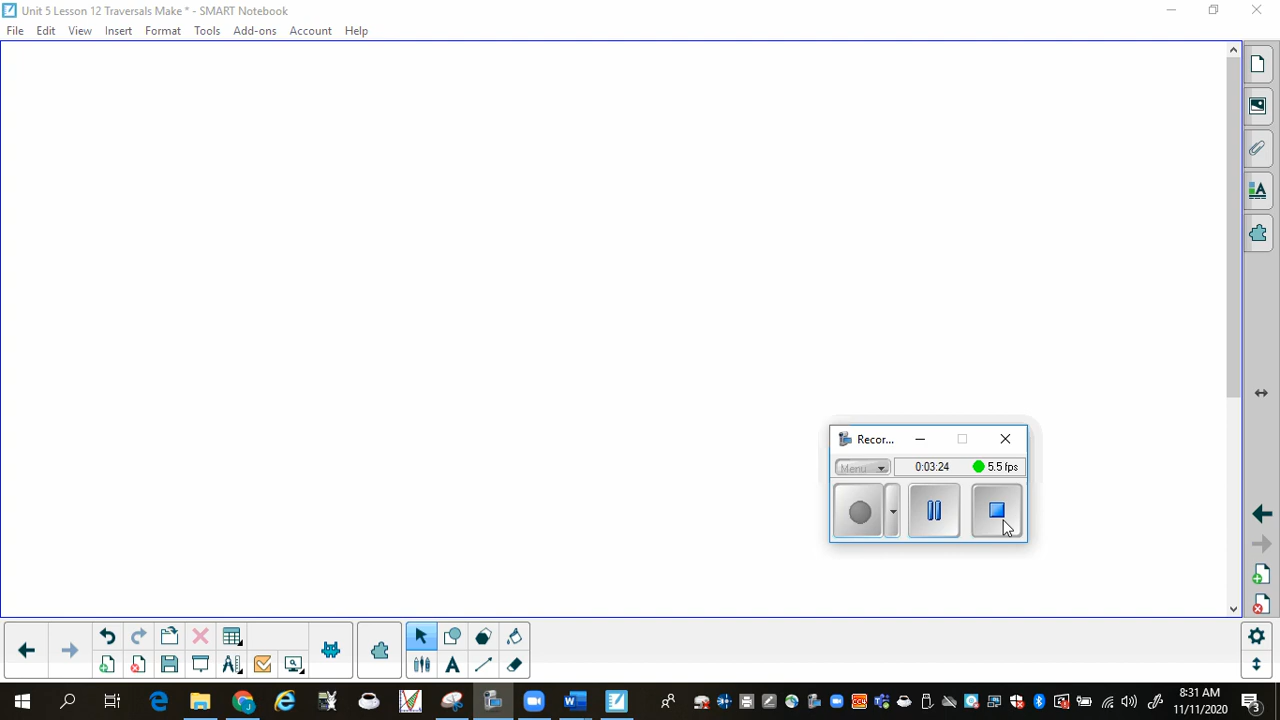 Unit 5 Lesson 12 Traversals Make * - SMART Notebook
File Edit View Insert Format Tools Add-ons Account Help
Recor...
Menu 0:03:24 5.5 fps
8:31 AM
11/11/2020
3